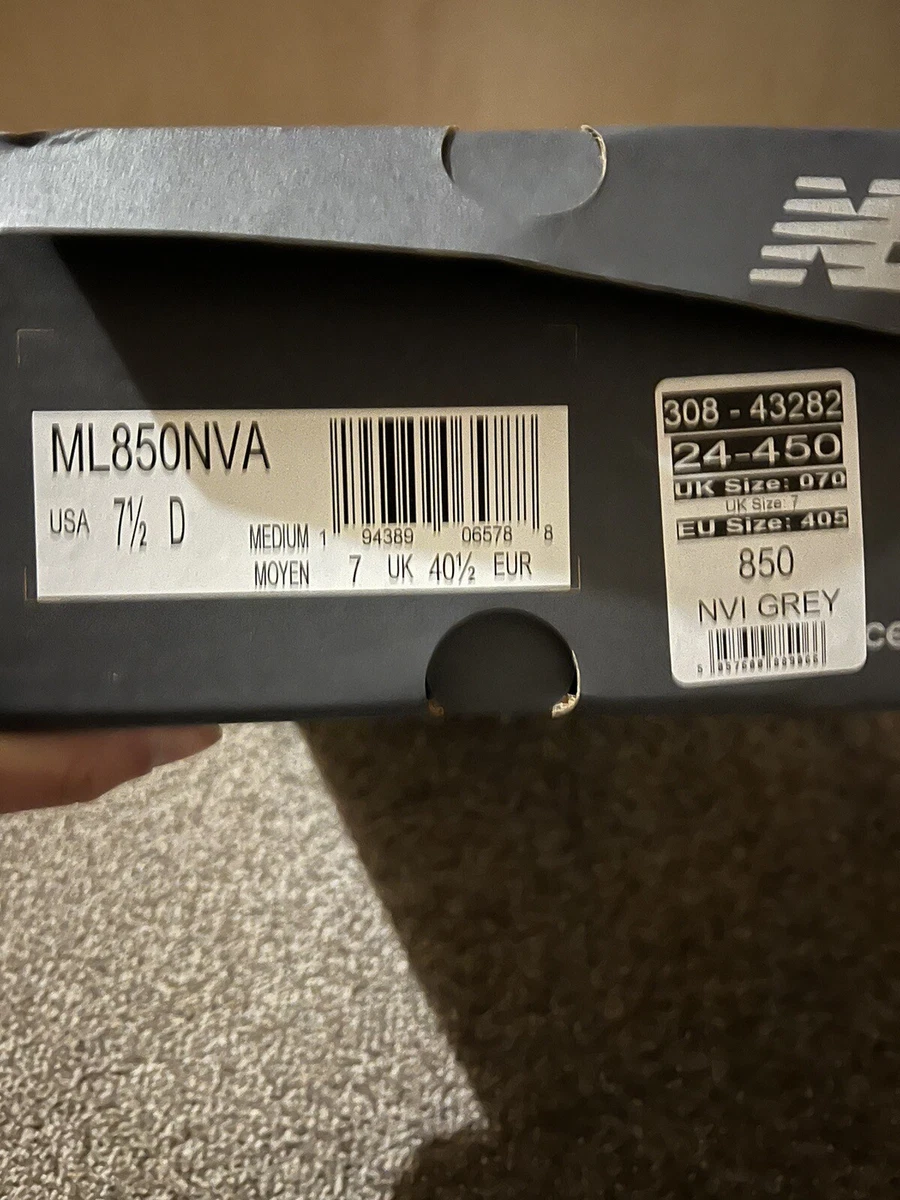 ML850NVA
USA 7½ D
MEDIUM
MOYEN
1 94389 06578 8
7 UK 40½ EUR
308 - 43282
24-450
UK Size: 070
UK Size: 7
EU Size: 405
850
NVI GREY
ce